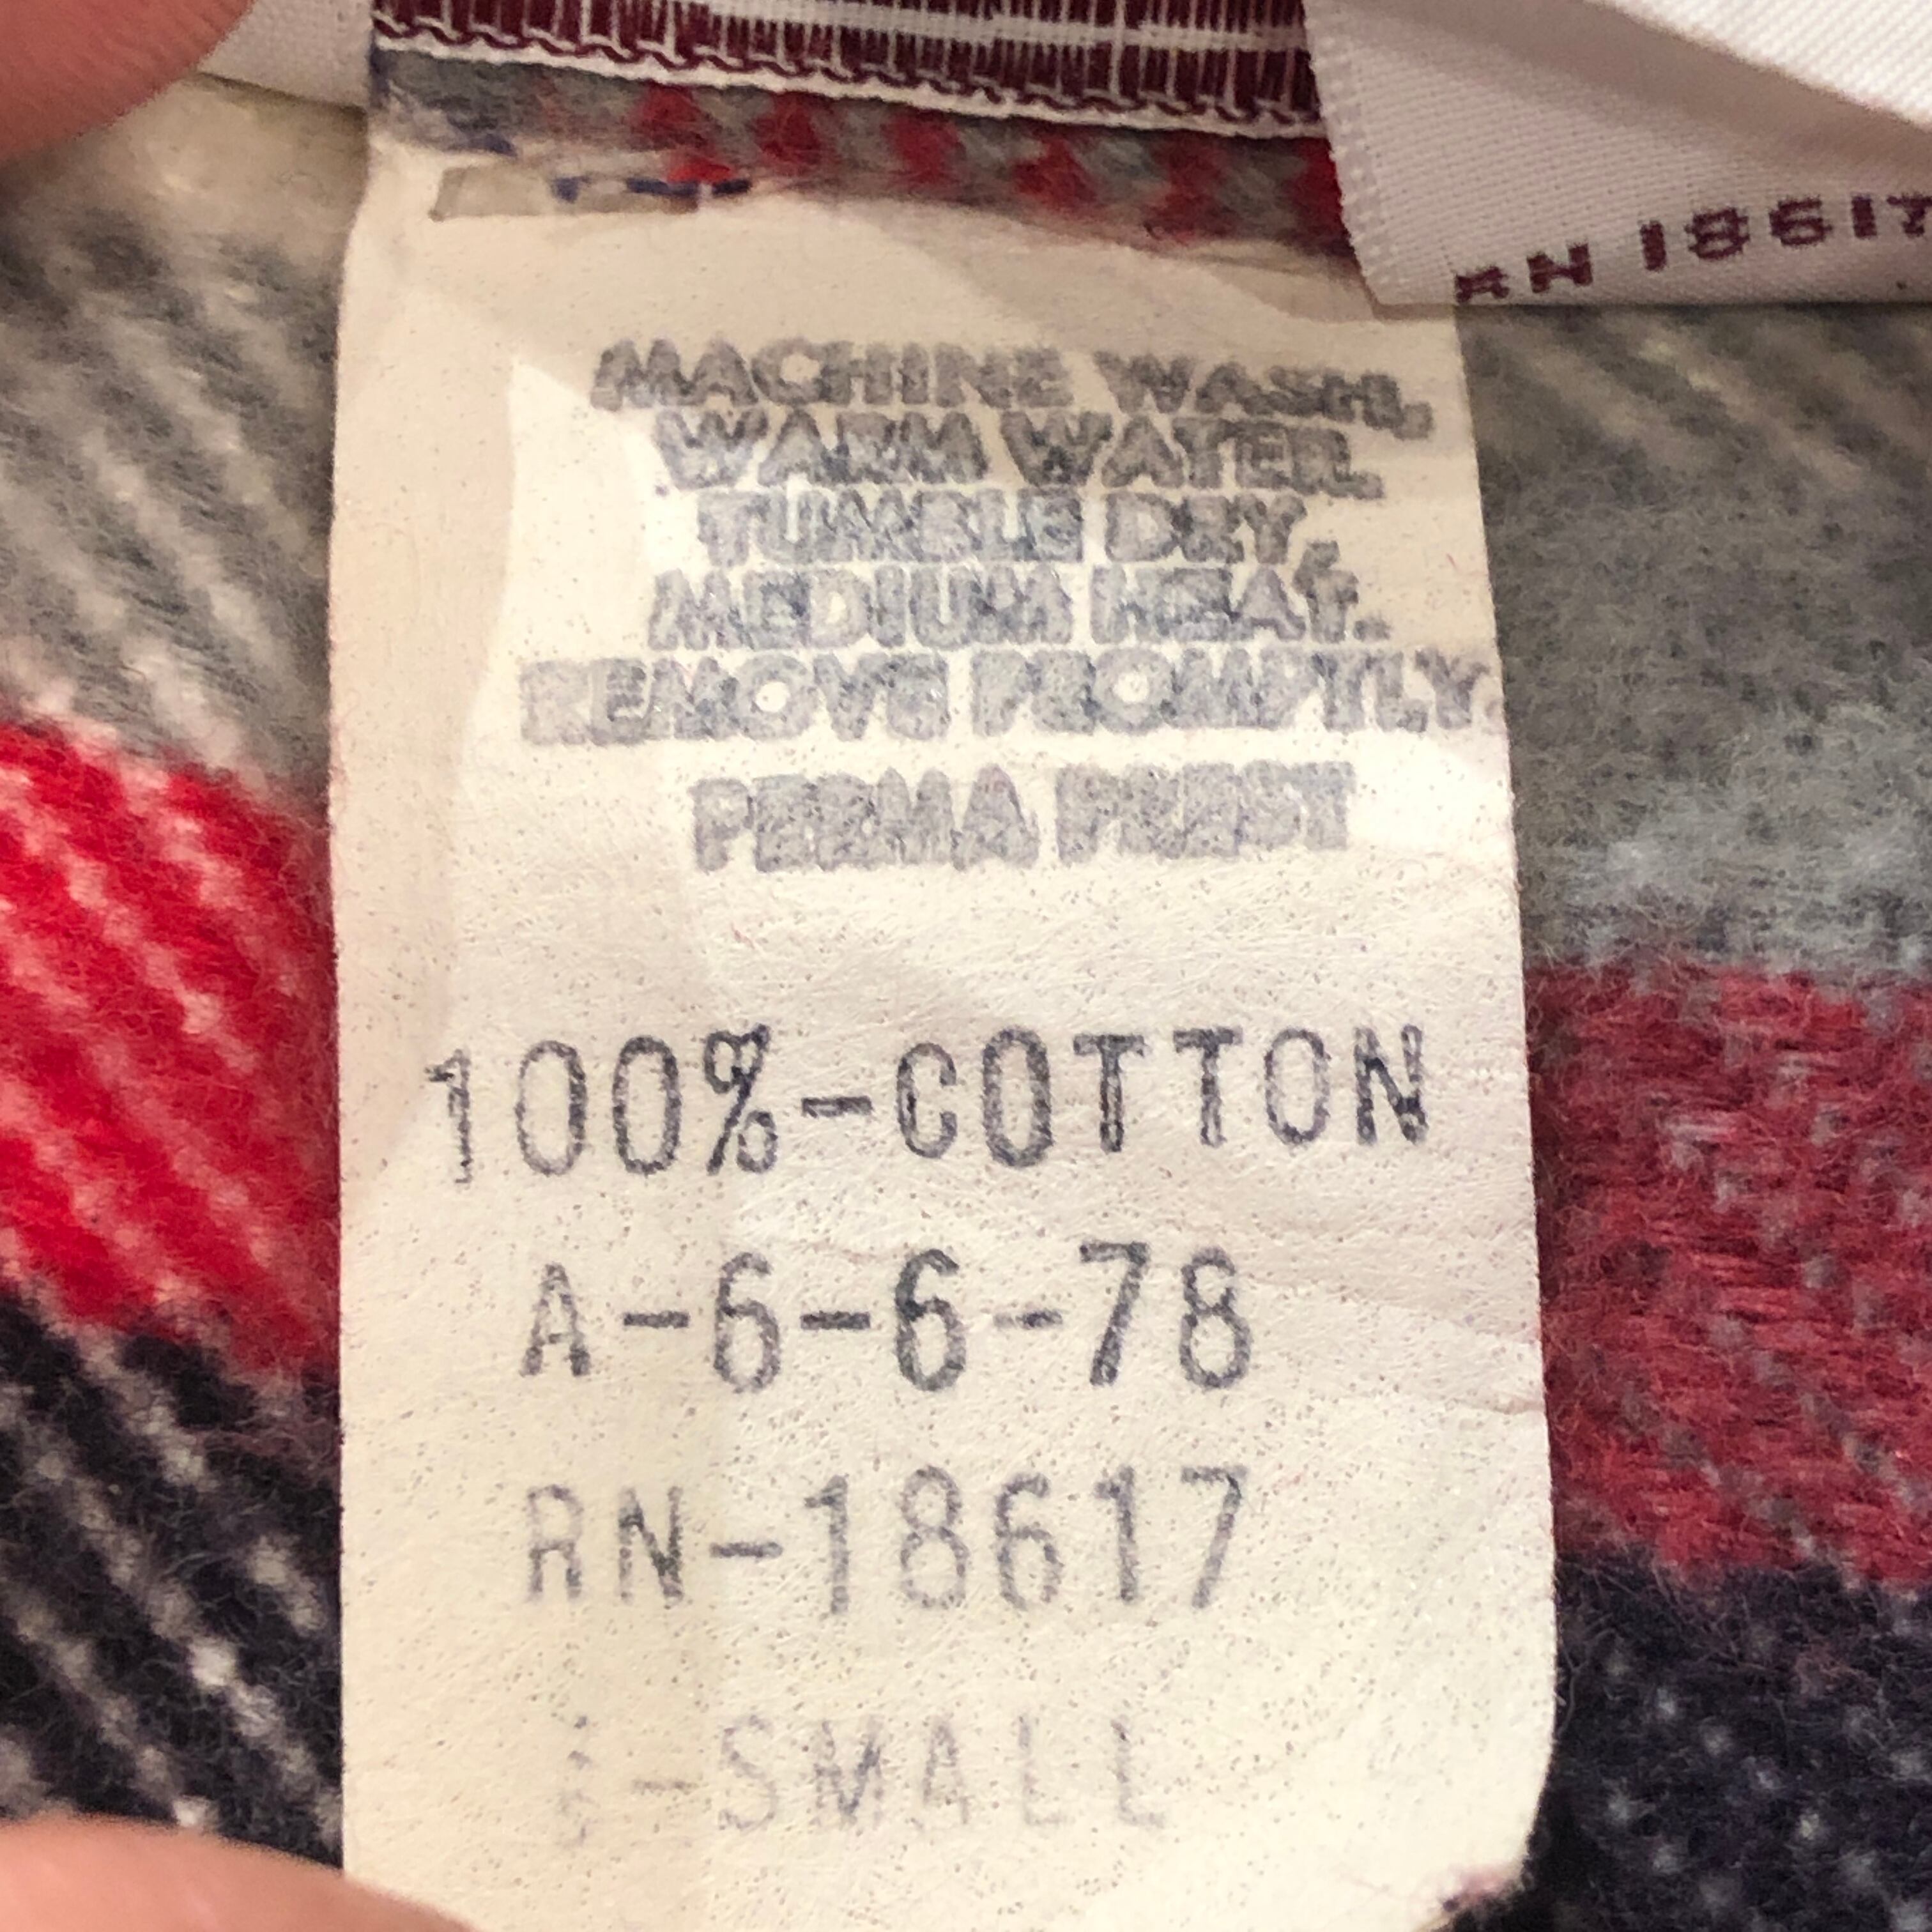 RN 18617
MACHINE WASH,
WARM WATER.
TUMBLE DRY,
MEDIUM HEAT.
REMOVE PROMPTLY.
PERMA PREST
100%-COTTON
A-6-6-78
RN-18617
-SMALL